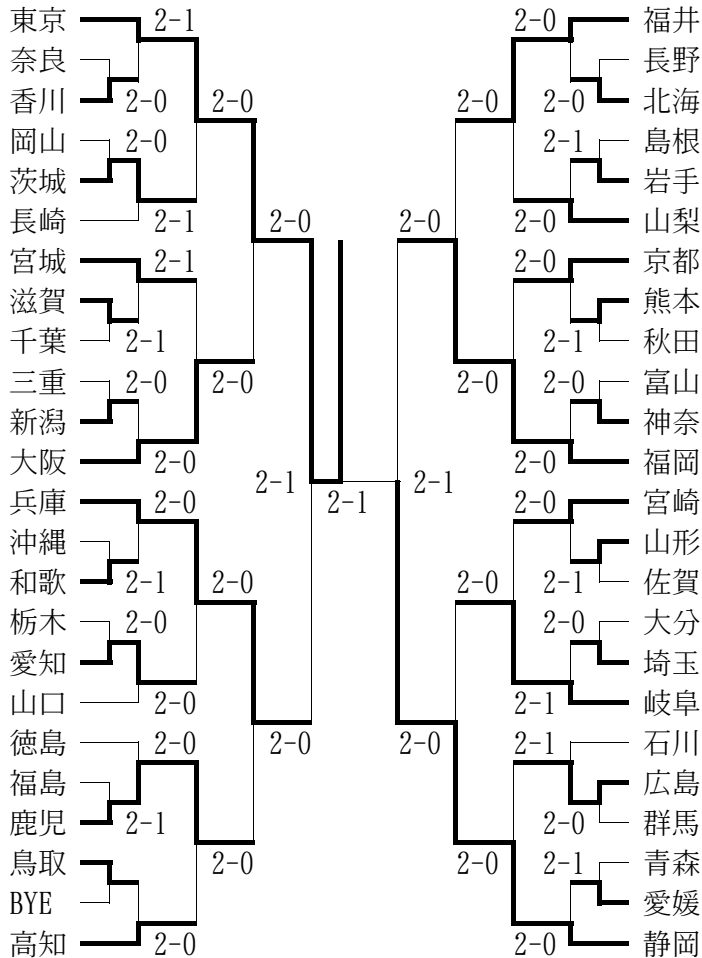 東京 2-1 2-0 福井
奈良 長野
香川 2-0 2-0 2-0 2-0 北海
岡山 2-0 2-1 島根
茨城 岩手
長崎 2-1 2-0 2-0 2-0 山梨
宮城 2-1 2-0 京都
滋賀 熊本
千葉 2-1 2-1 秋田
三重 2-0 2-0 2-0 2-0 富山
新潟 神奈
大阪 2-0 2-0 福岡
兵庫 2-0 2-1 2-1 2-1 2-0 宮崎
沖縄 山形
和歌 2-1 2-0 2-0 2-1 佐賀
栃木 2-0 2-0 大分
愛知 埼玉
山口 2-0 2-1 岐阜
徳島 2-0 2-0 2-0 2-1 石川
福島 広島
鹿児 2-1 2-0 群馬
鳥取 2-0 2-0 2-1 青森
BYE 愛媛
高知 2-0 2-0 静岡